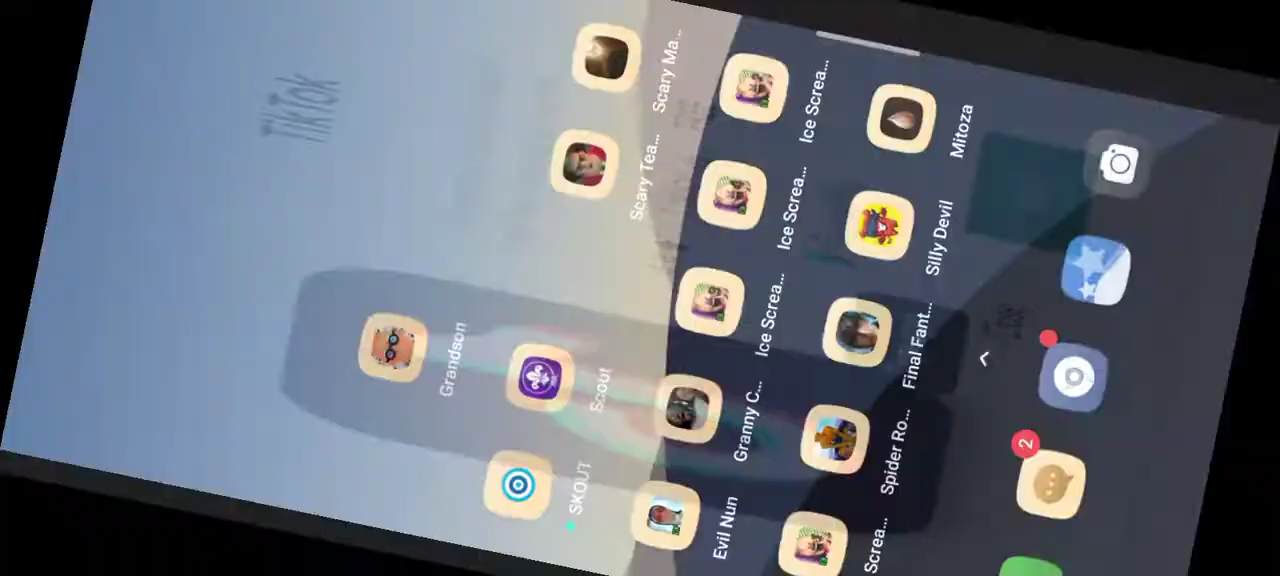 TikTok
Grandson
SKOUT
Scout
Scary Tea...
Scary Ma...
Evil Nun
Granny C...
Ice Screa...
Ice Screa...
Ice Screa...
Screa...
Spider Ro...
Final Fant...
Silly Devil
Mitoza
2